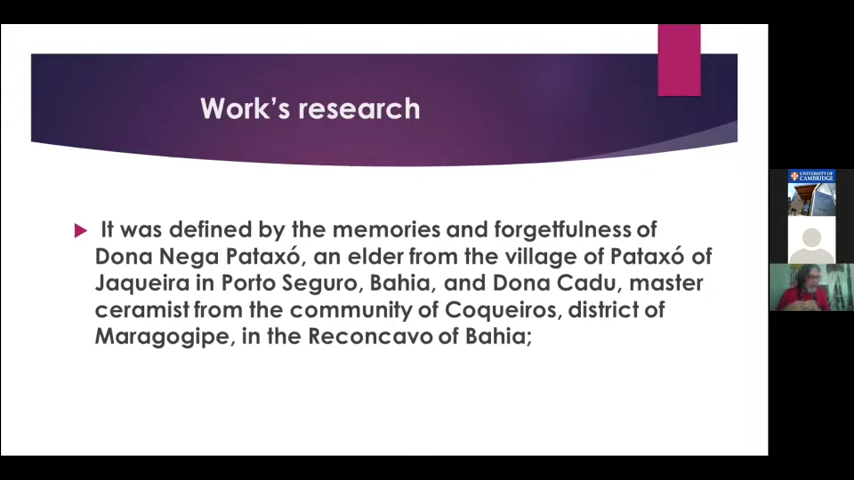 Work's research
It was defined by the memories and forgetfulness of
Dona Nega Pataxó, an elder from the village of Pataxó of
Jaqueira in Porto Seguro, Bahia, and Dona Cadu, master
ceramist from the community of Coqueiros, district of
Maragogipe, in the Reconcavo of Bahia;
UNIVERSITY OF
CAMBRIDGE